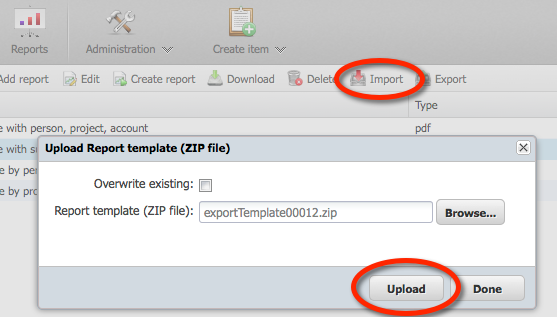 Reports Administration Create item
Add report Edit Create report Download Delete Import Export
Type
e with person, project, account pdf
e with su
Upload Report template (ZIP file)
e by per
Overwrite existing:
e by pro
Report template (ZIP file): exportTemplate00012.zip Browse...
Upload Done